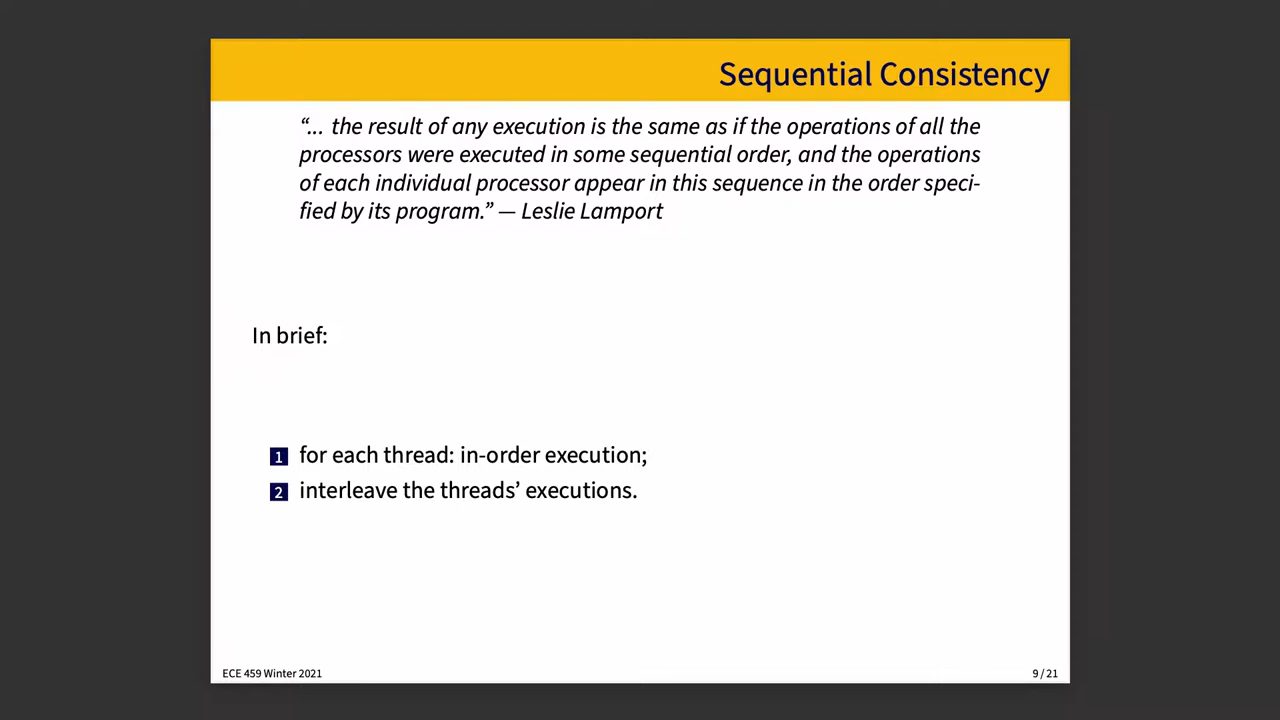 Sequential Consistency
“... the result of any execution is the same as if the operations of all the
processors were executed in some sequential order, and the operations
of each individual processor appear in this sequence in the order speci-
fied by its program.” — Leslie Lamport
In brief:
1 for each thread: in-order execution;
2 interleave the threads’ executions.
ECE 459 Winter 2021
9 / 21